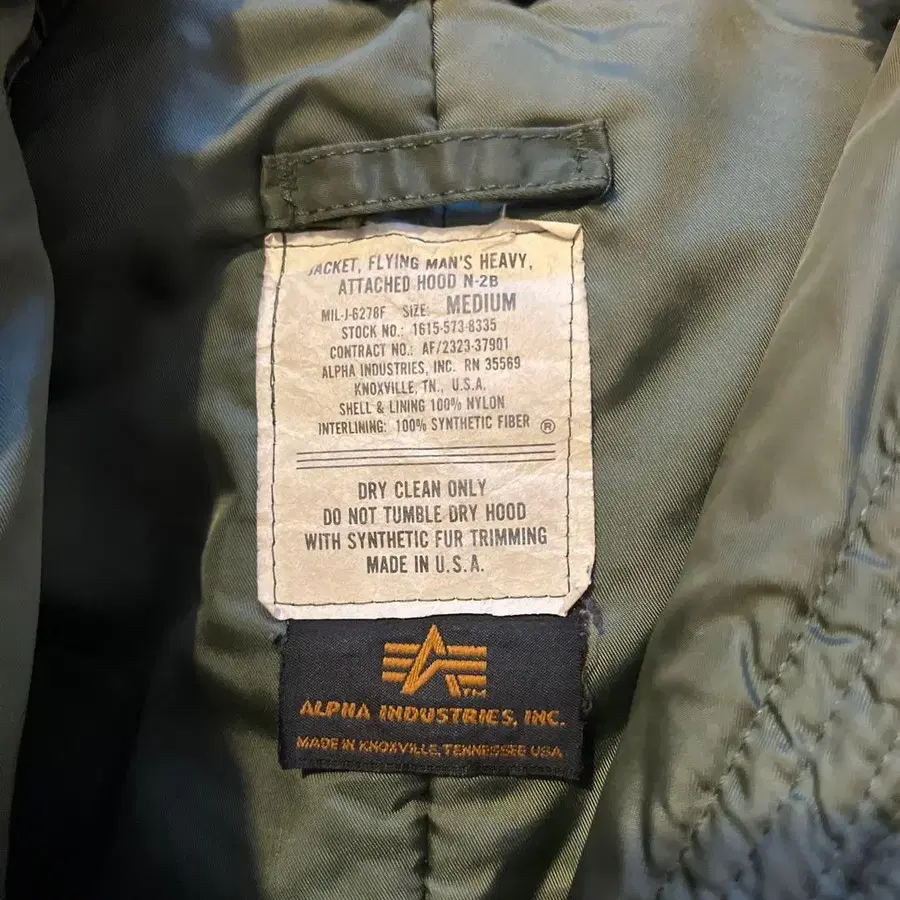 JACKET, FLYING MAN'S HEAVY,
ATTACHED HOOD N-2B
MIL-J-6278F SIZE: MEDIUM
STOCK NO.: 1615-573-8335
CONTRACT NO.: AF/2323-37901
ALPHA INDUSTRIES, INC. RN 35569
KNOXVILLE, TN., U.S.A.
SHELL & LINING 100% NYLON
INTERLINING: 100% SYNTHETIC FIBER ®
DRY CLEAN ONLY
DO NOT TUMBLE DRY HOOD
WITH SYNTHETIC FUR TRIMMING
MADE IN U.S.A.
TM
ALPHA INDUSTRIES, INC.
MADE IN KNOXVILLE, TENNESSEE USA